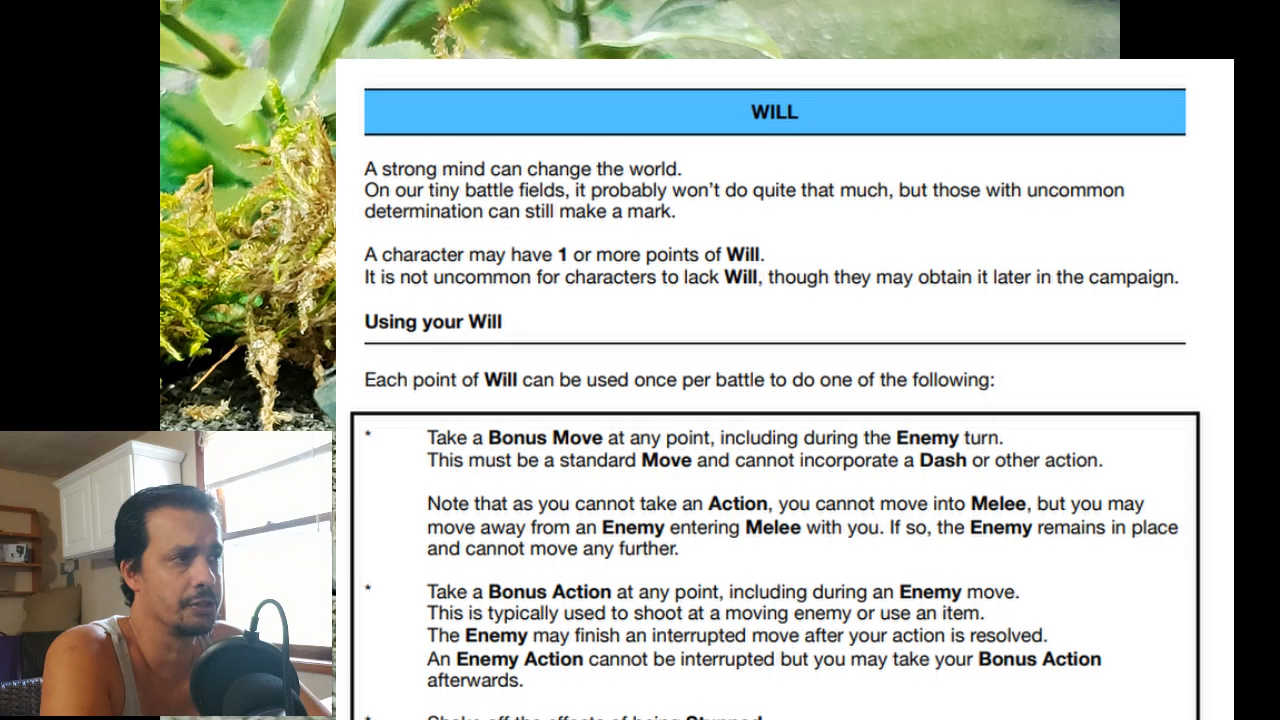 WILL
A strong mind can change the world.
On our tiny battle fields, it probably won't do quite that much, but those with uncommon
determination can still make a mark.
A character may have 1 or more points of Will.
It is not uncommon for characters to lack Will, though they may obtain it later in the campaign.
Using your Will
Each point of Will can be used once per battle to do one of the following:
* Take a Bonus Move at any point, including during the Enemy turn.
This must be a standard Move and cannot incorporate a Dash or other action.
Note that as you cannot take an Action, you cannot move into Melee, but you may
move away from an Enemy entering Melee with you. If so, the Enemy remains in place
and cannot move any further.
* Take a Bonus Action at any point, including during an Enemy move.
This is typically used to shoot at a moving enemy or use an item.
The Enemy may finish an interrupted move after your action is resolved.
An Enemy Action cannot be interrupted but you may take your Bonus Action
afterwards.
* Shake off the effects of being Stunned.